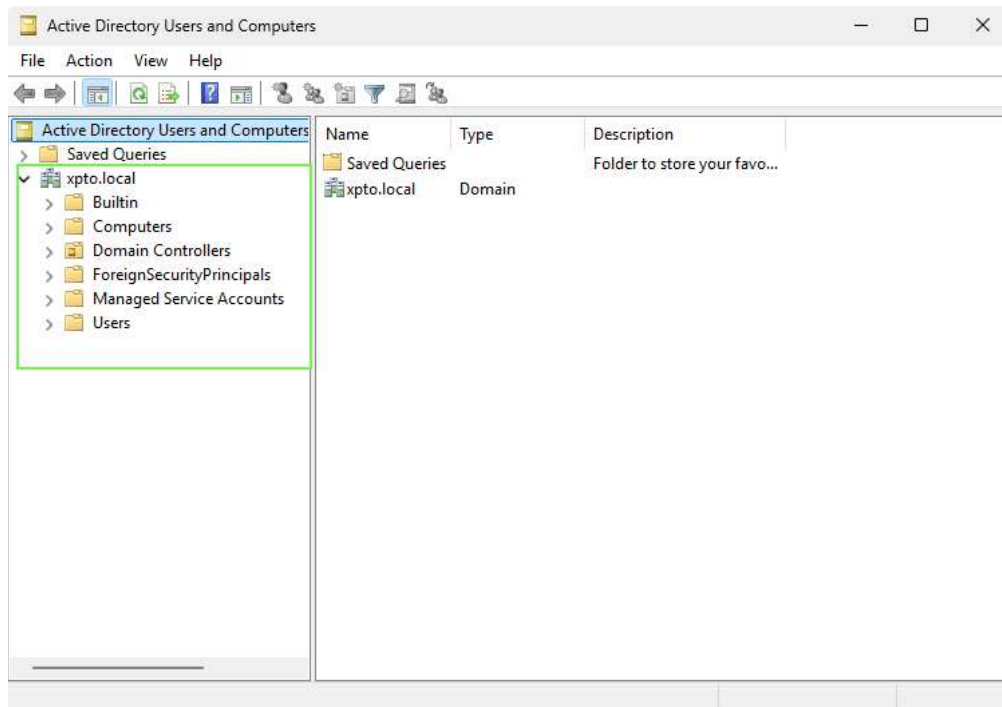 Active Directory Users and Computers
File Action View Help
Active Directory Users and Computers
Saved Queries
xpto.local
Builtin
Computers
Domain Controllers
ForeignSecurityPrincipals
Managed Service Accounts
Users
Name Type Description
Saved Queries Folder to store your favo...
xpto.local Domain